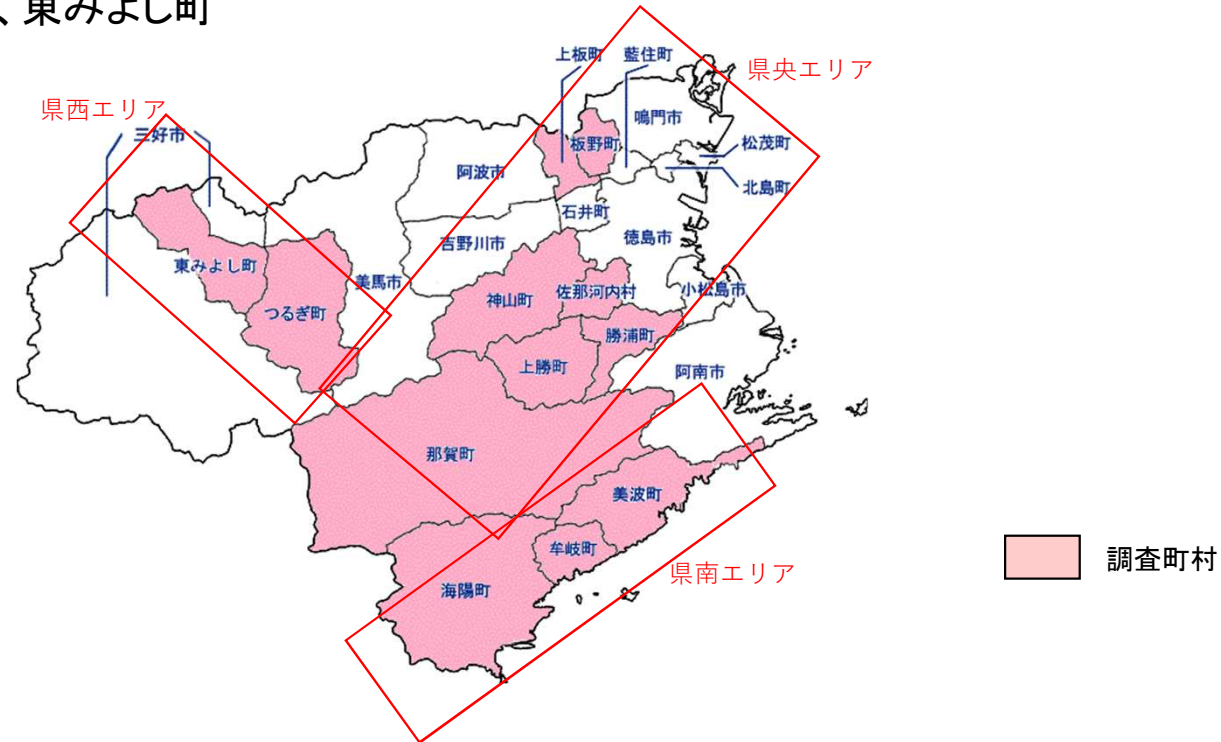 、東みよし町
上板町
藍住町
県央エリア
県西エリア
三好市
鳴門市
板野町
松茂町
阿波市
北島町
石井町
徳島市
吉野川市
東みよし町
美馬市
佐那河内村
小松島市
神山町
つるぎ町
勝浦町
上勝町
阿南市
那賀町
美波町
牟岐町
調査町村
県南エリア
海陽町